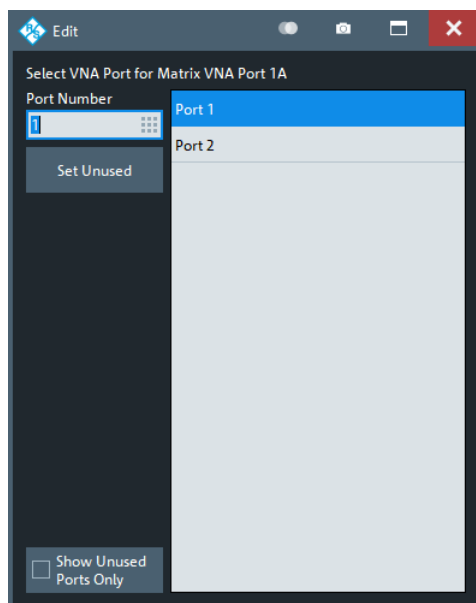 Edit
Select VNA Port for Matrix VNA Port 1A
Port Number
1
Set Unused
Port 1
Port 2
Show Unused
Ports Only